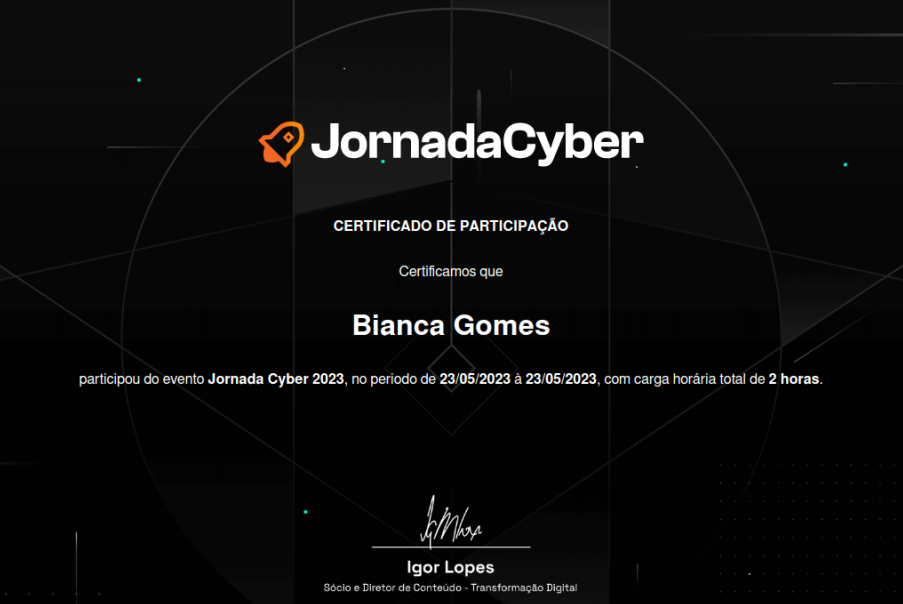 JornadaCyber
CERTIFICADO DE PARTICIPAÇÃO
Certificamos que
Bianca Gomes
participou do evento Jornada Cyber 2023, no periodo de 23/05/2023 à 23/05/2023, com carga horária total de 2 horas.
Igor Lopes
Sócio e Diretor de Conteúdo - Transformação Digital